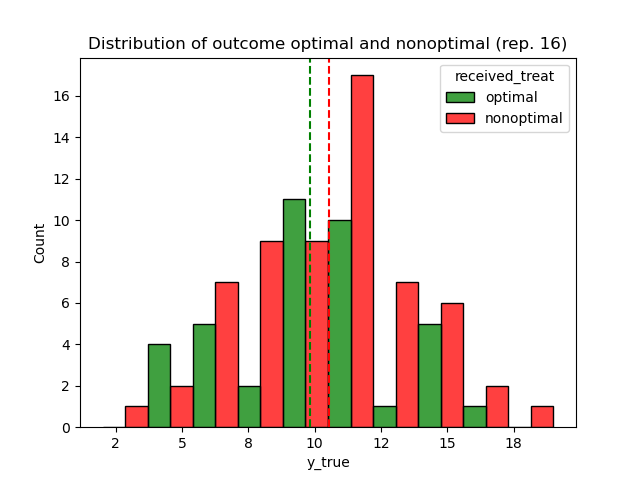 Distribution of outcome optimal and nonoptimal (rep. 16)
received_treat
optimal
nonoptimal
16
14
12
10
8
6
4
2
0
Count
2 5 8 10 12 15 18
y_true